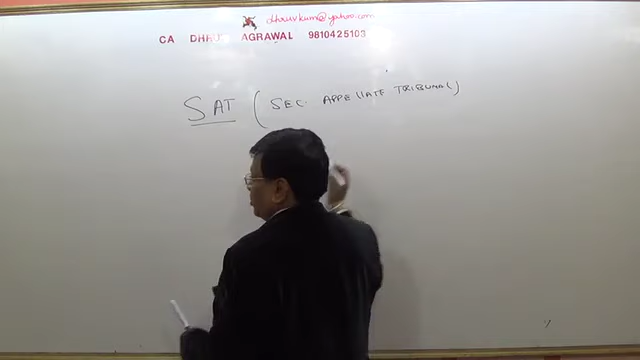 dhruvkum@yahoo.com
CA DHRU AGRAWAL 9810425103
SAT (SEC. APPELLATE TRIBUNAL)